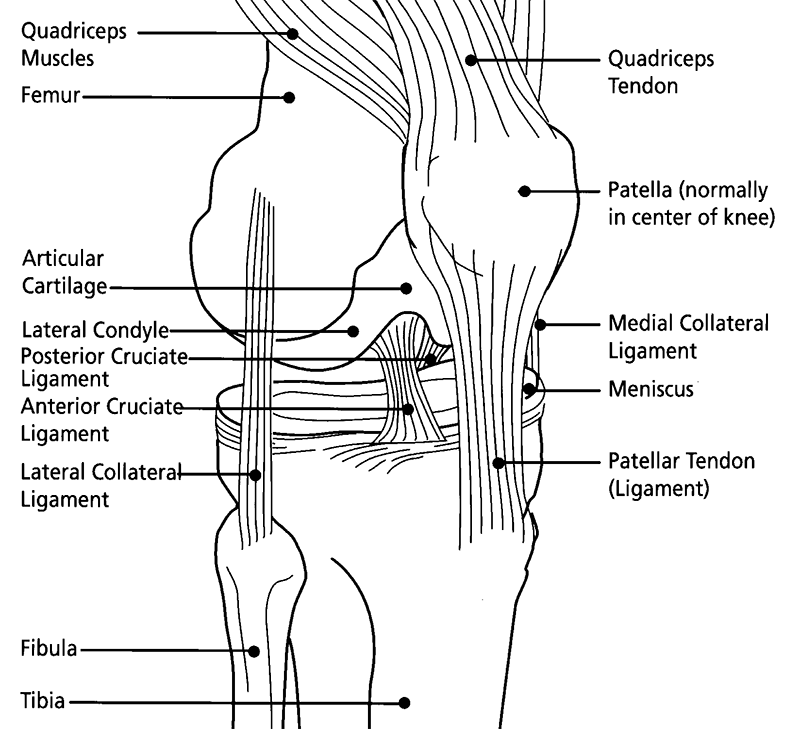 Quadriceps
Muscles
Femur
Articular
Cartilage
Lateral Condyle
Posterior Cruciate
Ligament
Anterior Cruciate
Ligament
Lateral Collateral
Ligament
Fibula
Tibia
Quadriceps
Tendon
Patella (normally
in center of knee)
Medial Collateral
Ligament
Meniscus
Patellar Tendon
(Ligament)